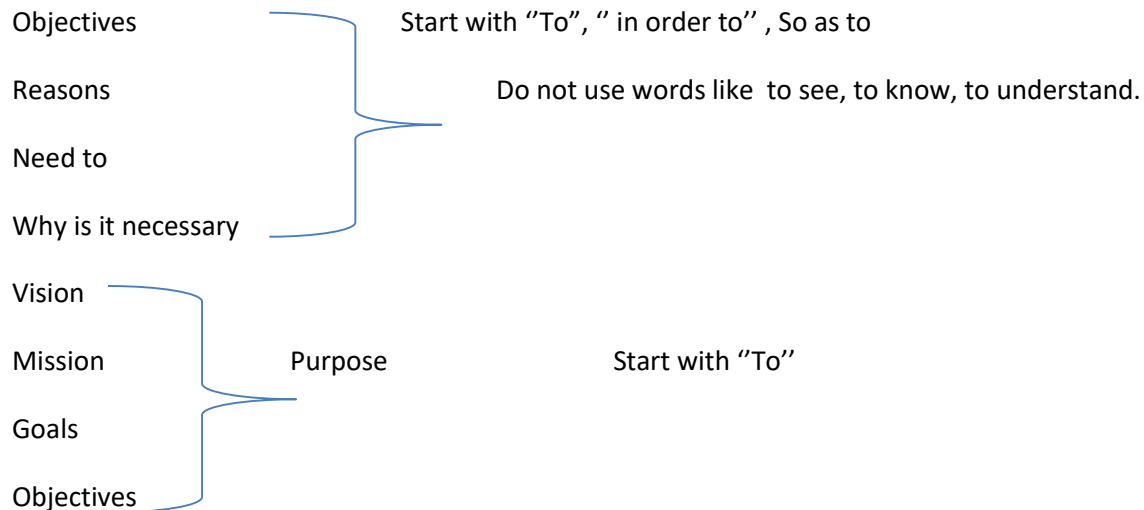 Objectives Start with ‘’To”, ‘’ in order to’’ , So as to
Reasons Do not use words like to see, to know, to understand.
Need to
Why is it necessary
Vision
Mission Purpose Start with ‘’To’’
Goals
Objectives